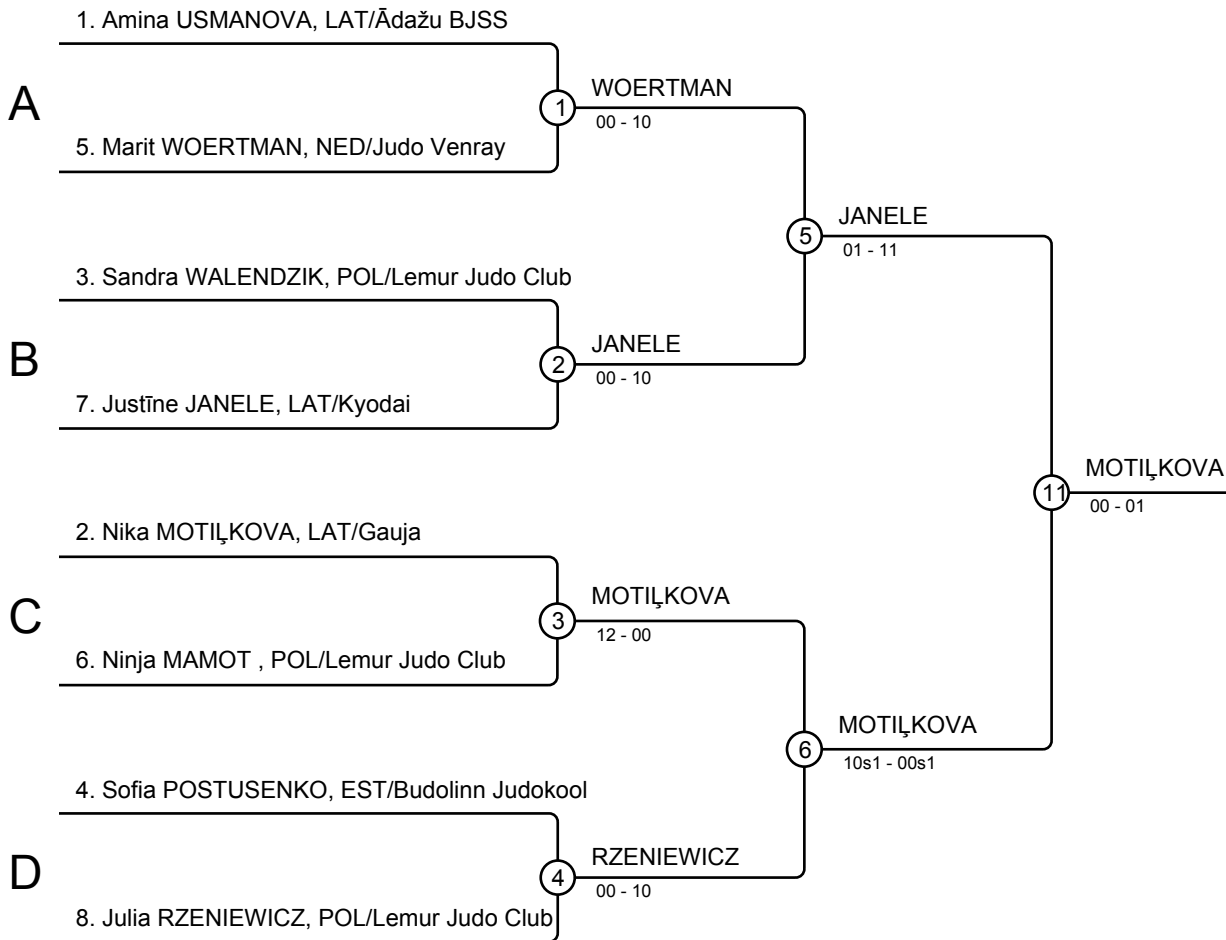 1. Amina USMANOVA, LAT/Ādažu BJSS
A
1
WOERTMAN
00 - 10
5. Marit WOERTMAN, NED/Judo Venray
5
JANELE
01 - 11
3. Sandra WALENDZIK, POL/Lemur Judo Club
B
2
JANELE
00 - 10
7. Justīne JANELE, LAT/Kyodai
11
MOTIĻKOVA
00 - 01
2. Nika MOTIĻKOVA, LAT/Gauja
C
3
MOTIĻKOVA
12 - 00
6. Ninja MAMOT , POL/Lemur Judo Club
6
MOTIĻKOVA
10s1 - 00s1
4. Sofia POSTUSENKO, EST/Budolinn Judokool
D
4
RZENIEWICZ
00 - 10
8. Julia RZENIEWICZ, POL/Lemur Judo Club